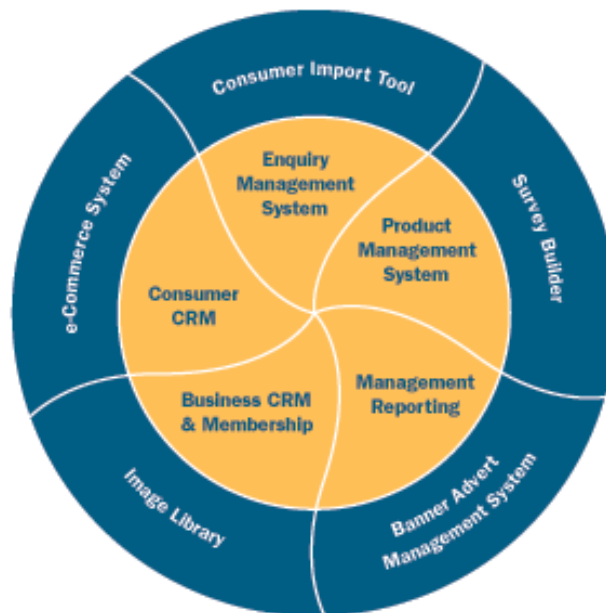 Consumer Import Tool
Survey Builder
Banner Advert
Management System
Image Library
e-Commerce System
Enquiry
Management
System
Product
Management
System
Management
Reporting
Business CRM
& Membership
Consumer
CRM